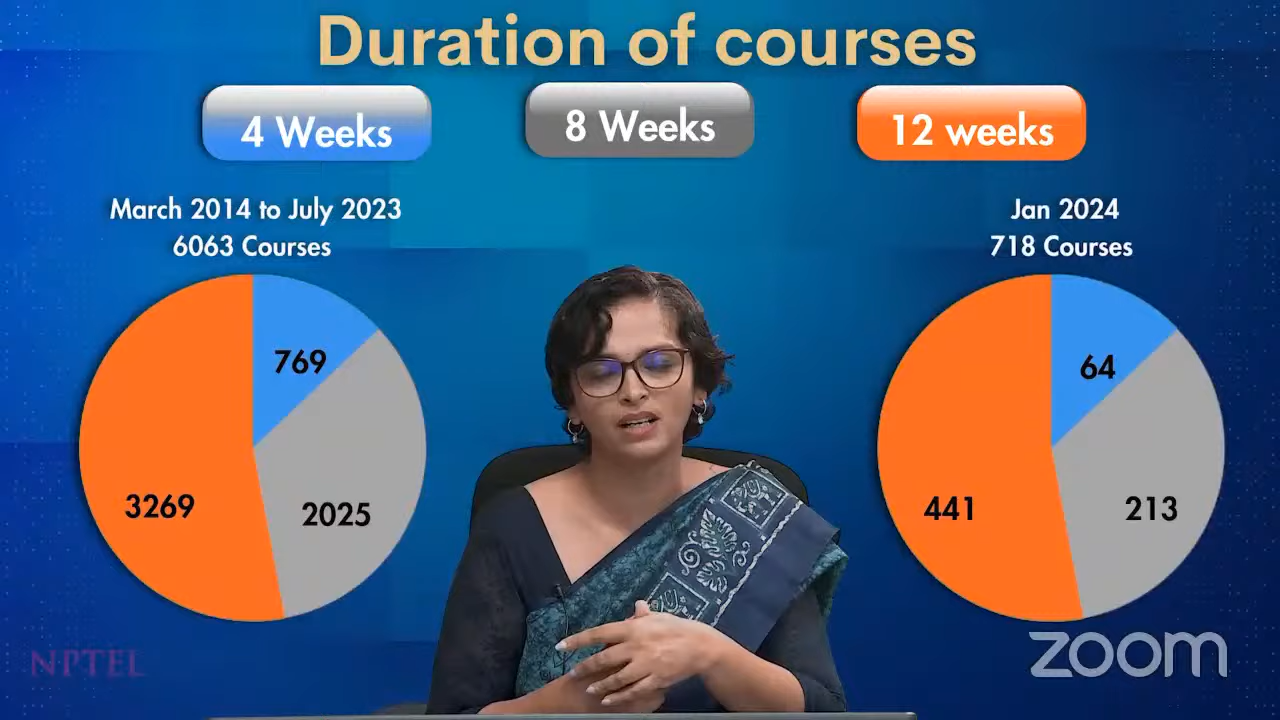 Duration of courses
4 Weeks
8 Weeks
12 weeks
March 2014 to July 2023
6063 Courses
Jan 2024
718 Courses
769
3269
2025
64
441
213
NPTEL
zoom